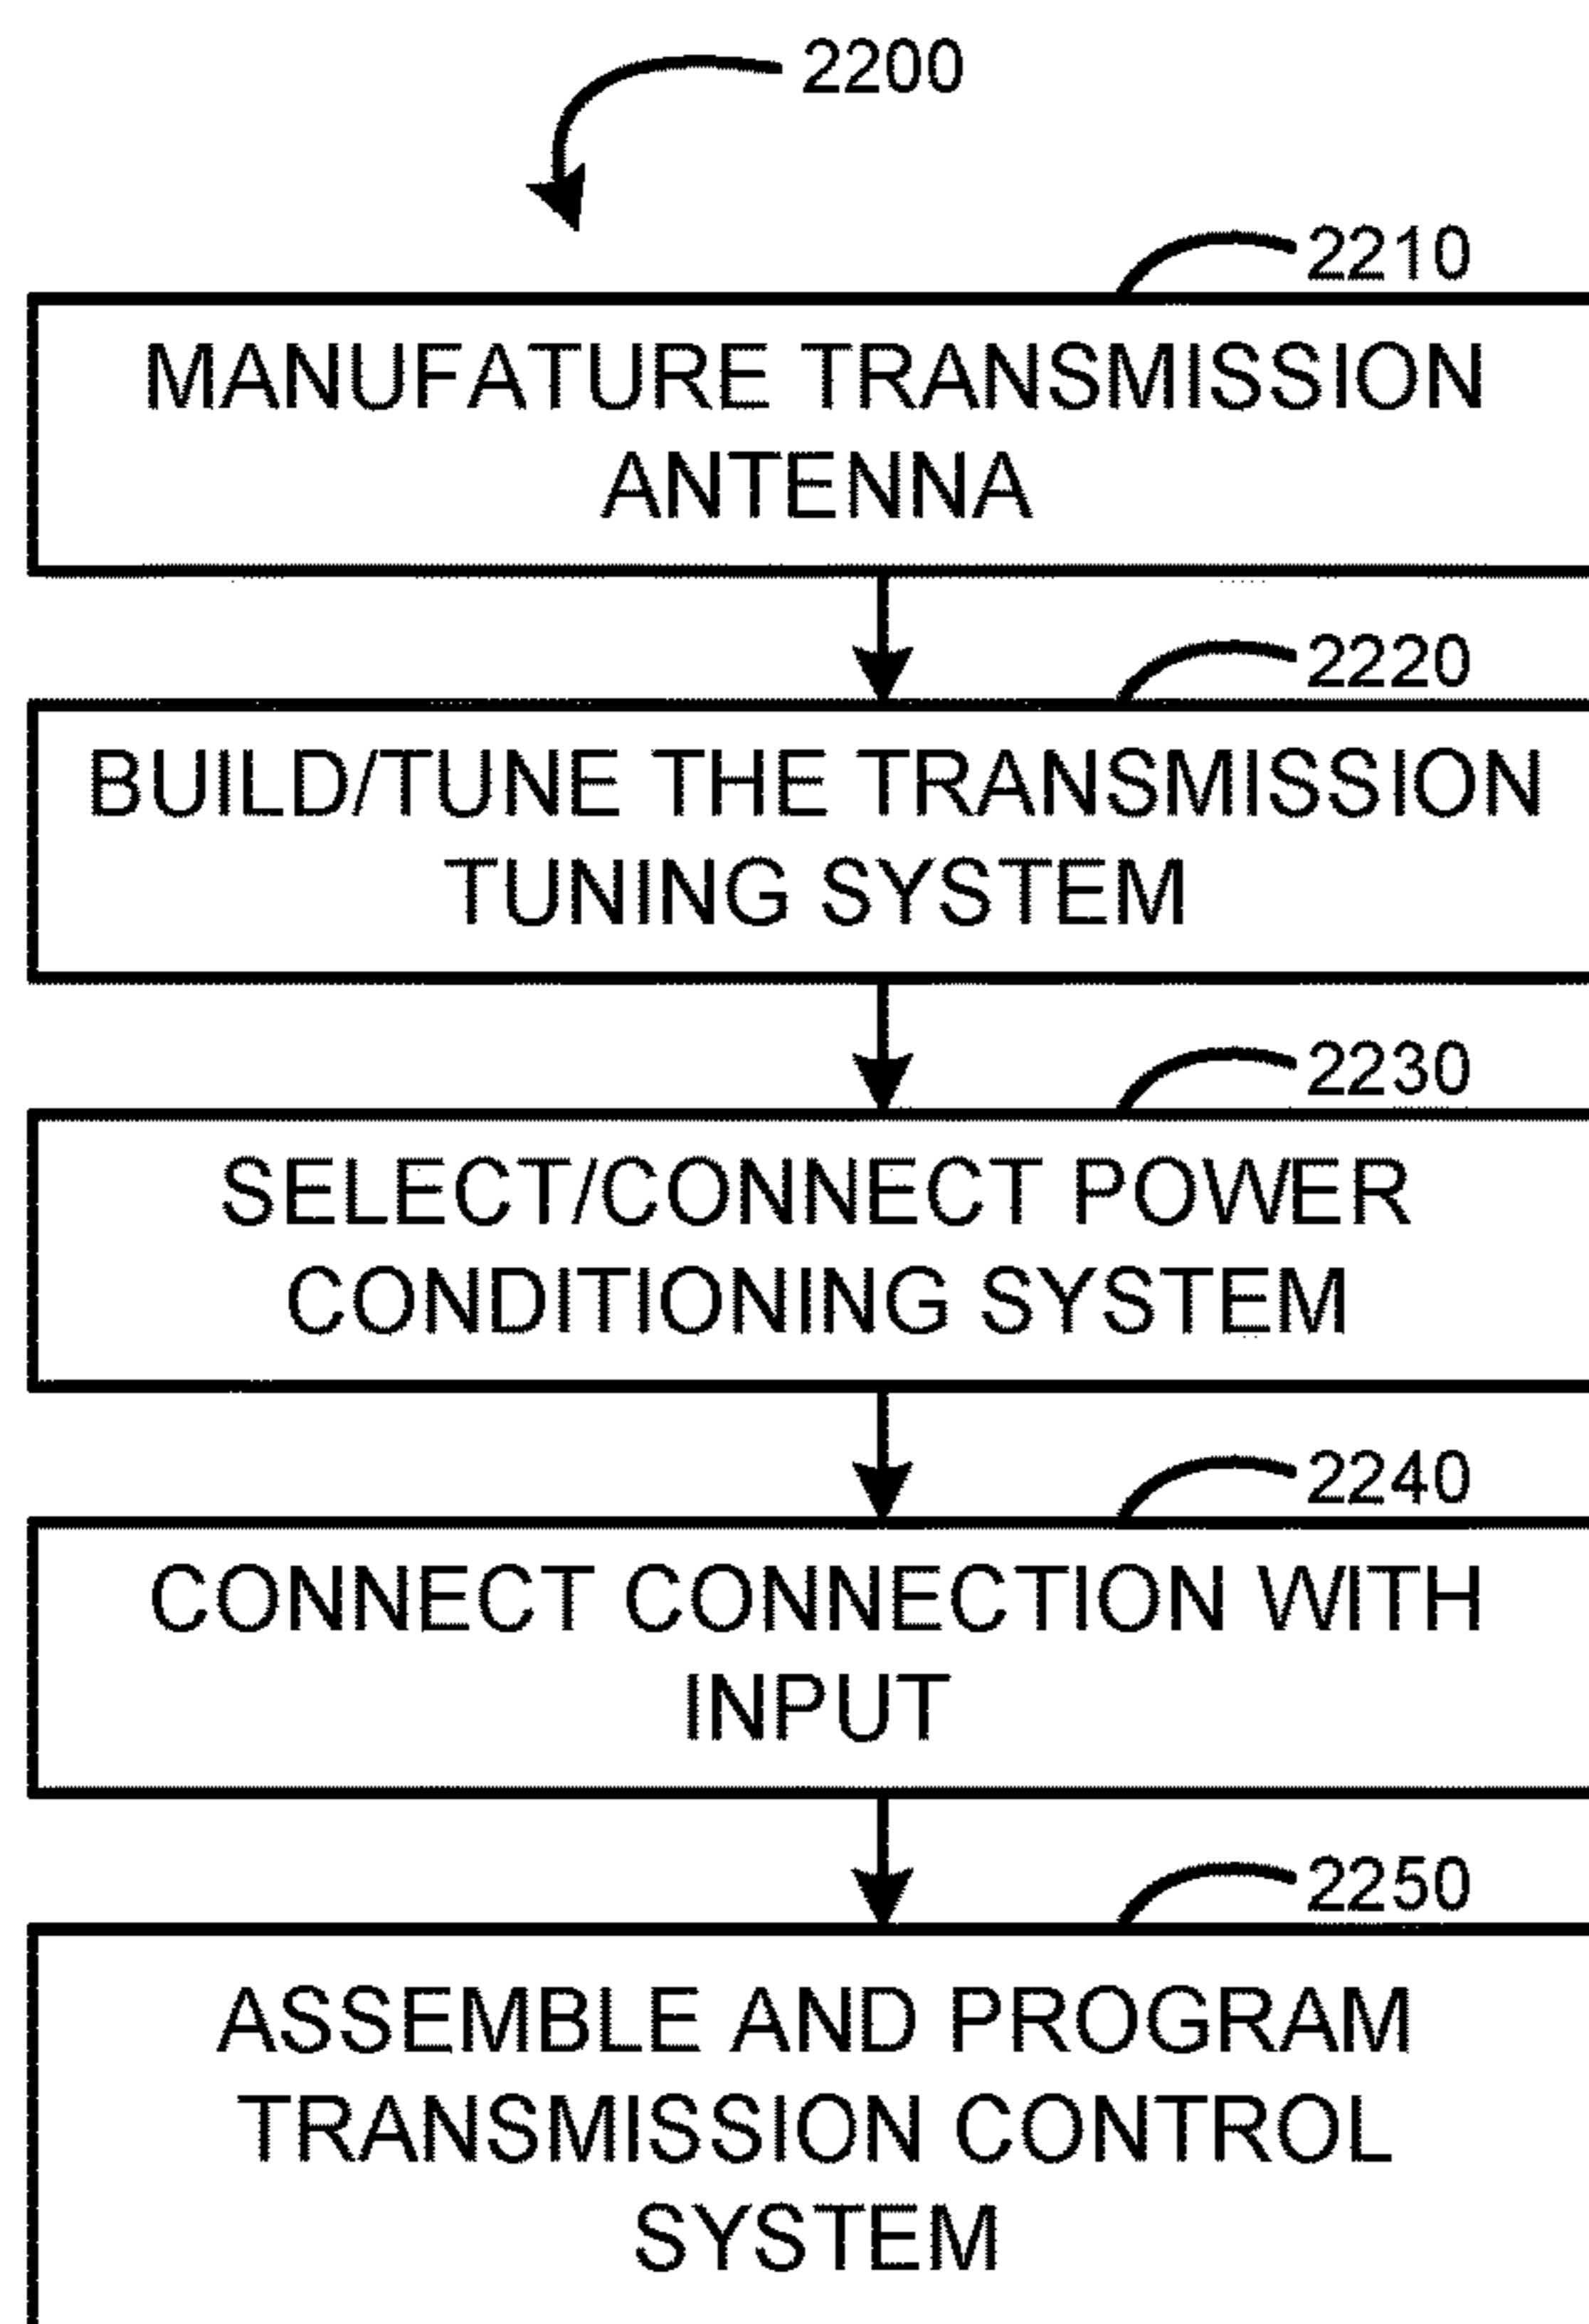 2200
2210
MANUFATURE TRANSMISSION
ANTENNA
2220
BUILD/TUNE THE TRANSMISSION
TUNING SYSTEM
2230
SELECT/CONNECT POWER
CONDITIONING SYSTEM
2240
CONNECT CONNECTION WITH
INPUT
2250
ASSEMBLE AND PROGRAM
TRANSMISSION CONTROL
SYSTEM